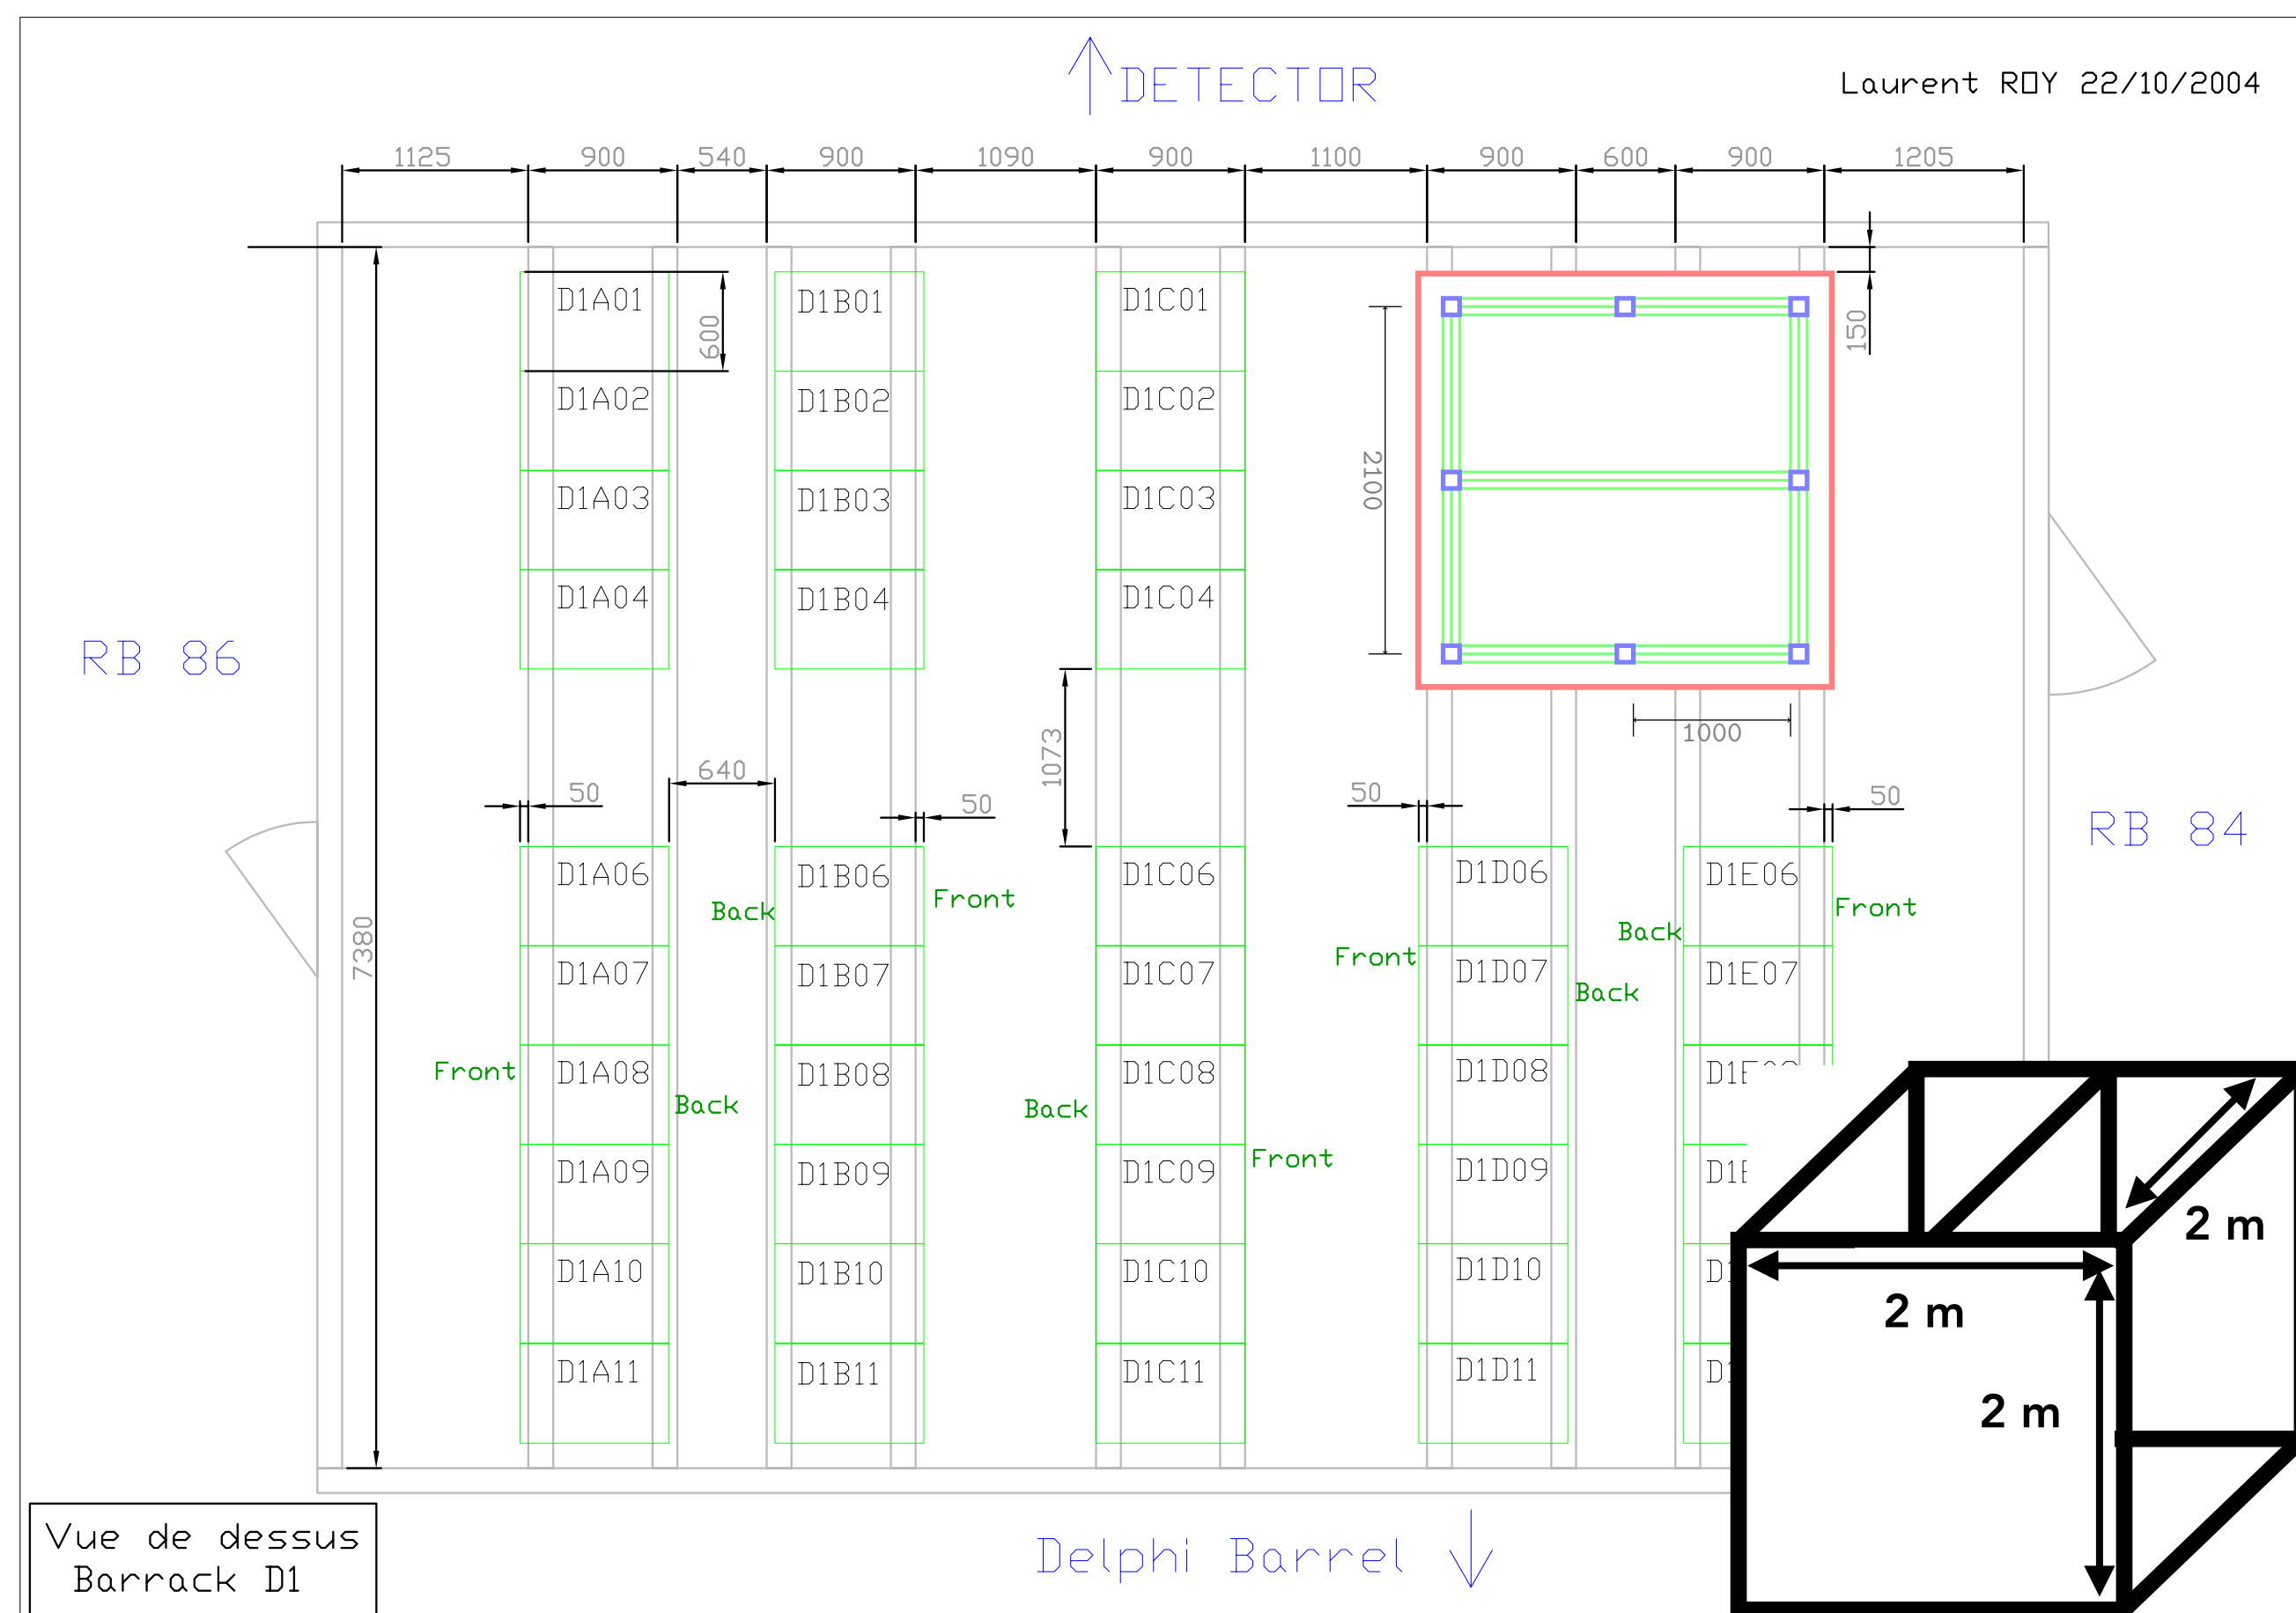 DETECTOR
Laurent ROY 22/10/2004
1125 900 540 900 1090 900 1100 900 600 900 1205
D1A01 D1B01 D1C01
600
150
D1A02 D1B02 D1C02
2100
D1A03 D1B03 D1C03
D1A04 D1B04 D1C04
RB 86
1073
1000
640
50 50 50 50
RB 84
D1A06 D1B06 D1C06 D1D06 D1E06
Back Front Front
Back
7380
Front
D1A07 D1B07 D1C07 D1D07 D1E07
Back
Front
D1A08 D1B08 D1C08 D1D08
Back Back
Front
D1A09 D1B09 D1C09 D1D09
2 m
D1A10 D1B10 D1C10 D1D10
2 m
D1A11 D1B11 D1C11 D1D11
2 m
Vue de dessus
Barrack D1
Delphi Barrel